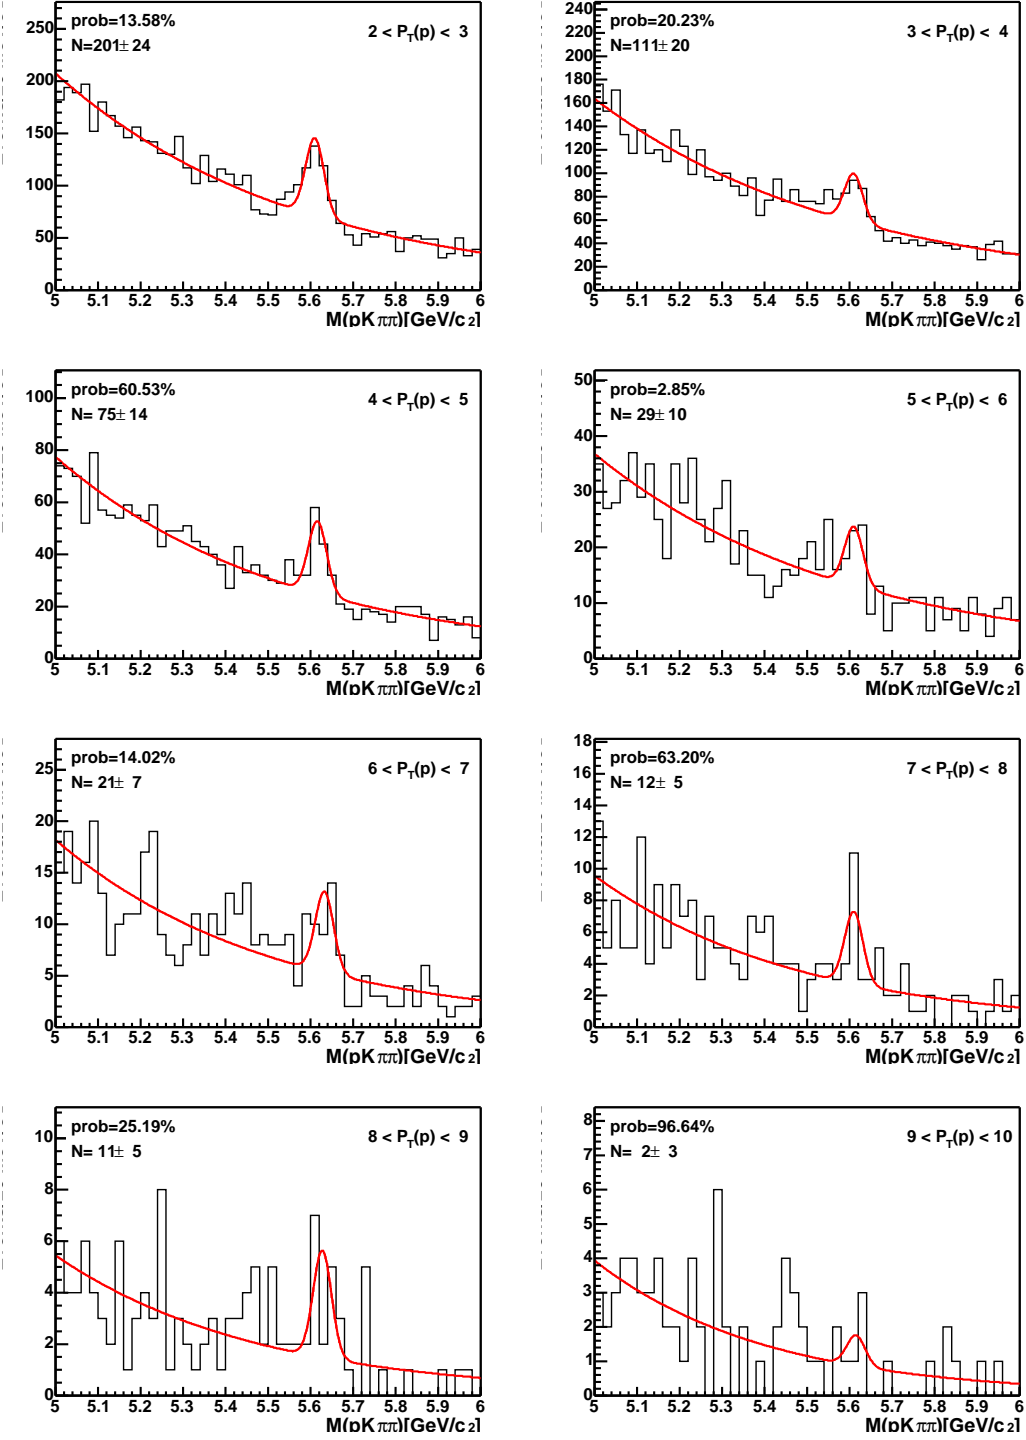 prob=13.58%
N=201± 24
2 < P_T(p) < 3
250
200
150
100
50
0
5 5.1 5.2 5.3 5.4 5.5 5.6 5.7 5.8 5.9 6
M(pKππ)[GeV/c2]
prob=20.23%
N=111± 20
3 < P_T(p) < 4
240
220
200
180
160
140
120
100
80
60
40
20
0
5 5.1 5.2 5.3 5.4 5.5 5.6 5.7 5.8 5.9 6
M(pKππ)[GeV/c2]
prob=60.53%
N= 75± 14
4 < P_T(p) < 5
100
80
60
40
20
0
5 5.1 5.2 5.3 5.4 5.5 5.6 5.7 5.8 5.9 6
M(pKππ)[GeV/c2]
prob=2.85%
N= 29± 10
5 < P_T(p) < 6
50
40
30
20
10
0
5 5.1 5.2 5.3 5.4 5.5 5.6 5.7 5.8 5.9 6
M(pKππ)[GeV/c2]
prob=14.02%
N= 21± 7
6 < P_T(p) < 7
25
20
15
10
5
0
5 5.1 5.2 5.3 5.4 5.5 5.6 5.7 5.8 5.9 6
M(pKππ)[GeV/c2]
prob=63.20%
N= 12± 5
7 < P_T(p) < 8
18
16
14
12
10
8
6
4
2
0
5 5.1 5.2 5.3 5.4 5.5 5.6 5.7 5.8 5.9 6
M(pKππ)[GeV/c2]
prob=25.19%
N= 11± 5
8 < P_T(p) < 9
10
8
6
4
2
0
5 5.1 5.2 5.3 5.4 5.5 5.6 5.7 5.8 5.9 6
M(pKππ)[GeV/c2]
prob=96.64%
N= 2± 3
9 < P_T(p) < 10
8
7
6
5
4
3
2
1
0
5 5.1 5.2 5.3 5.4 5.5 5.6 5.7 5.8 5.9 6
M(pKππ)[GeV/c2]